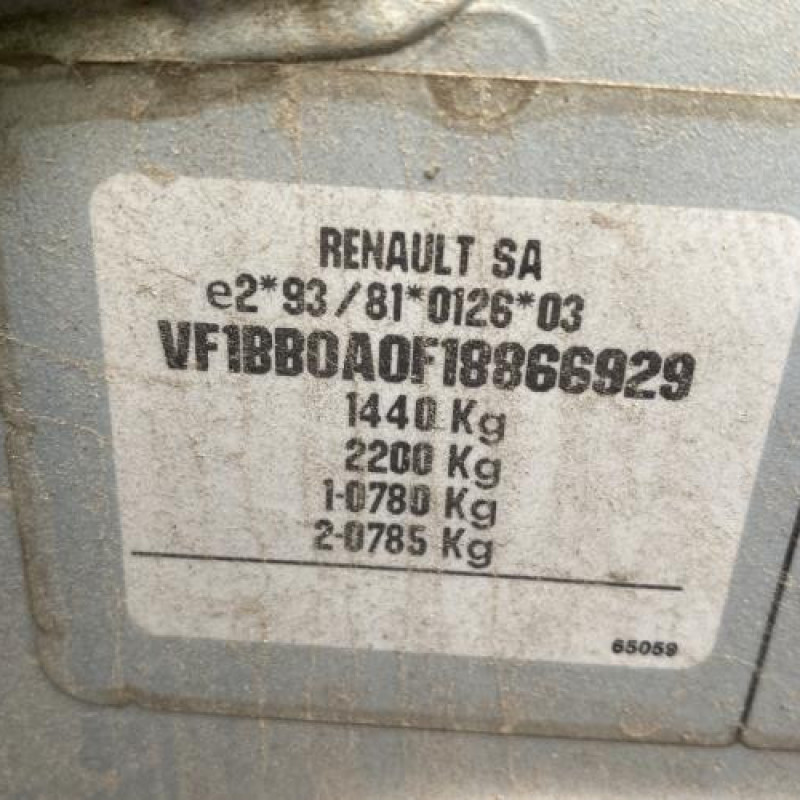 RENAULT SA
e2*93/81*0126*03
VF1BB0A0F18866929
1440 Kg
2200 Kg
1-0780 Kg
2-0785 Kg
65059